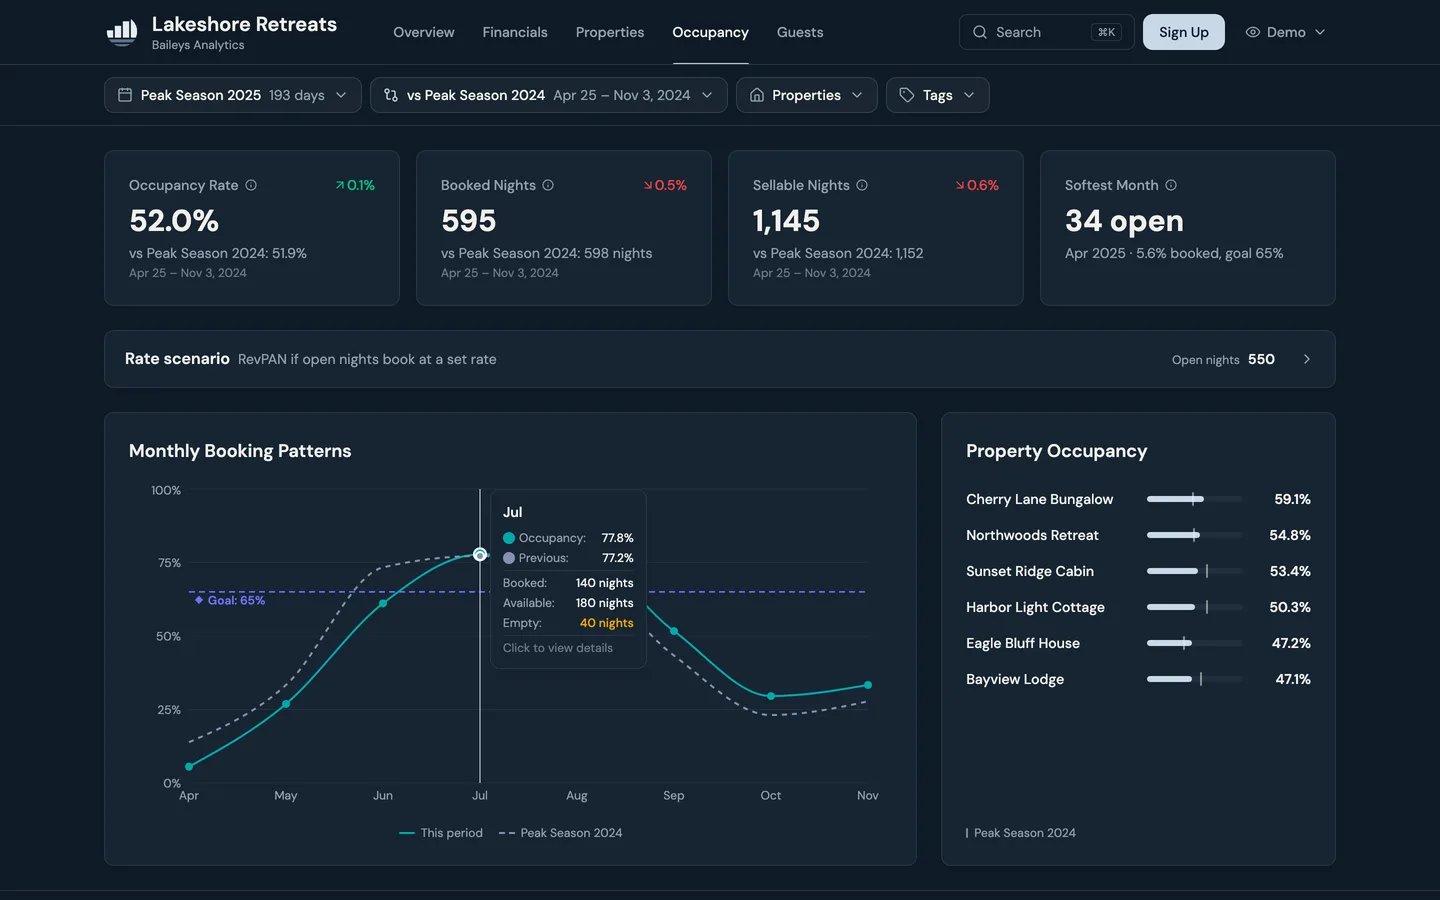 Lakeshore Retreats
Baileys Analytics
Overview
Financials
Properties
Occupancy
Guests
Search
⌘K
Sign Up
Demo
Peak Season 2025 193 days
vs Peak Season 2024 Apr 25 – Nov 3, 2024
Properties
Tags
Occupancy Rate
0.1%
52.0%
vs Peak Season 2024: 51.9%
Apr 25 – Nov 3, 2024
Booked Nights
0.5%
595
vs Peak Season 2024: 598 nights
Apr 25 – Nov 3, 2024
Sellable Nights
0.6%
1,145
vs Peak Season 2024: 1,152
Apr 25 – Nov 3, 2024
Softest Month
34 open
Apr 2025 · 5.6% booked, goal 65%
Rate scenario RevPAN if open nights book at a set rate
Open nights 550
Monthly Booking Patterns
100%
75%
50%
25%
0%
Goal: 65%
Jul
Occupancy: 77.8%
Previous: 77.2%
Booked: 140 nights
Available: 180 nights
Empty: 40 nights
Click to view details
Apr May Jun Jul Aug Sep Oct Nov
This period
Peak Season 2024
Property Occupancy
Cherry Lane Bungalow 59.1%
Northwoods Retreat 54.8%
Sunset Ridge Cabin 53.4%
Harbor Light Cottage 50.3%
Eagle Bluff House 47.2%
Bayview Lodge 47.1%
Peak Season 2024